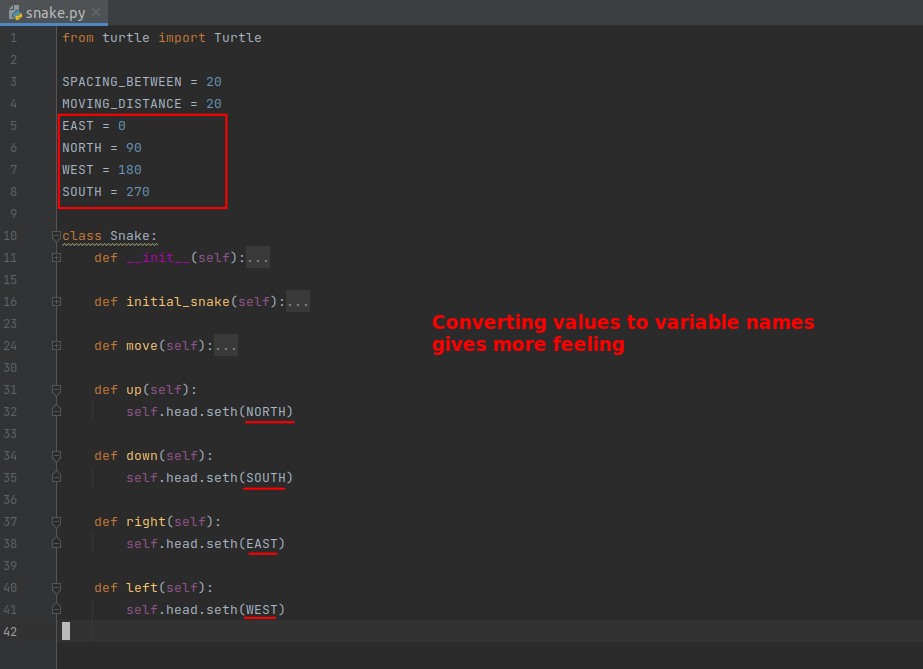 snake.py
1 from turtle import Turtle
2
3 SPACING_BETWEEN = 20
4 MOVING_DISTANCE = 20
5 EAST = 0
6 NORTH = 90
7 WEST = 180
8 SOUTH = 270
9
10 class Snake:
11     def __init__(self):...
15
16     def initial_snake(self):...
23
Converting values to variable names
24     def move(self):...
gives more feeling
30
31     def up(self):
32         self.head.seth(NORTH)
33
34     def down(self):
35         self.head.seth(SOUTH)
36
37     def right(self):
38         self.head.seth(EAST)
39
40     def left(self):
41         self.head.seth(WEST)
42